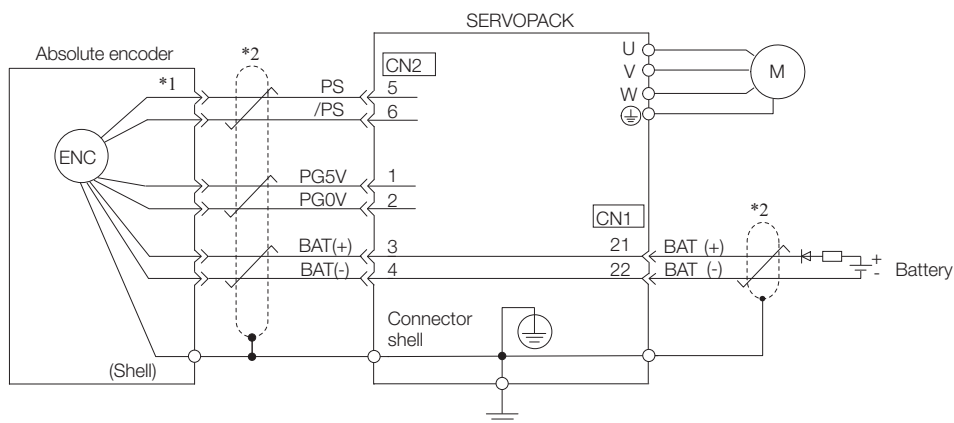 SERVOPACK
Absolute encoder
*2
CN2
U
V
W
M
*1
PS
5
/PS
6
ENC
PG5V
1
PG0V
2
CN1
*2
BAT(+)
3
21
BAT (+)
BAT(-)
4
22
BAT (-)
+
-
Battery
Connector
shell
(Shell)